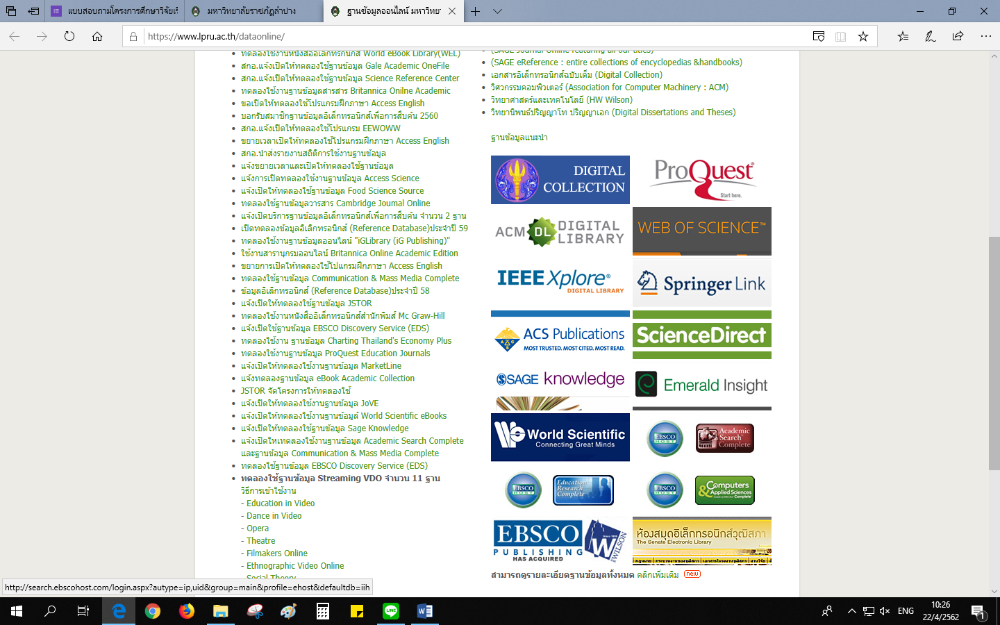 แบบสอบถามโครงการศึกษาวิจัยเรื่
มหาวิทยาลัยราชภัฏลำปาง
ฐานข้อมูลออนไลน์ มหาวิทยา
https://www.lpru.ac.th/dataonline/
ทดลองใช้งานหนังสืออิเล็กทรกนิกส์ World eBook Library(WEL)
สกอ.แจ้งเปิดให้ทดลองใช้ฐานข้อมูล Gale Academic OneFile
สกอ.แจ้งเปิดให้ทดลองใช้ฐานข้อมูล Science Reference Center
ทดลองใช้งานฐานข้อมูลสารสาร Britannica Onilne Academic
ขอเปิดให้ทดลองใช้โปรแกรมฝึกภาษา Access English
บอกรับสมาชิกฐานข้อมูลอิเล็กทรอนิกส์เพื่อการสืบค้น 2560
สกอ.แจ้งเปิดให้ทดลองใช้โปรแกรม EEWOWW
ขยายเวลาเปิดให้ทดลองใช้โปรแกรมฝึกภาษา Access English
สกอ.นำส่งรายงานสถิติการใช้งานฐานข้อมูล
แจ้งขยายเวลาและเปิดให้ทดลองใช้ฐานข้อมูล
แจ้งการเปิดทดลองใช้งานฐานข้อมูล Access Science
แจ้งเปิดให้ทดลองใช้ฐานข้อมูล Food Science Source
ทดลองใช้ฐานข้อมูลวารสาร Cambridge Joumal Online
แจ้งเปิดบริการฐานข้อมูลอิเล็กทรอนิกส์เพื่อการสืบค้น จำนวน 2 ฐาน
เปิดทดลองข้อมูลอิเล็กทรอนิกส์ (Reference Database)ประจำปี 59
ทดลองใช้งานฐานข้อมูลออนไลน์ "iGLibrary (iG Publishing)"
ใช้งานสารานุกรมออนไลน์ Britannica Online Academic Edition
ขยายการเปิดให้ทดลองใช้โปแกรมฝึกภาษา Access English
ทดลองใช้ฐานข้อมูล Communication & Mass Media Complete
ข้อมูลอิเล็กทรอนิกส์ (Reference Database)ประจำปี 58
แจ้งเปิดให้ทดลองใช้ฐานข้อมูล JSTOR
ทดลองใช้งานหนังสืออิเล็กทรอนิกส์สำนักพิมส์ Mc Graw-Hill
แจ้งเปิดใช้ฐานข้อมูล EBSCO Discovery Service (EDS)
ทดลองใช้งาน ฐานข้อมูล Charting Thailand's Economy Plus
ทดลองใช้งานฐานข้อมูล ProQuest Education Journals
แจ้งเปิดให้ทดลองใช้งานฐานข้อมูล MarketLine
แจ้งทดลองฐานข้อมูล eBook Academic Collection
JSTOR จัดโครงการให้ทดลองใช้
แจ้งเปิดให้ทดลองใช้งานฐานข้อมูล JoVE
แจ้งเปิดให้ทดลองใช้งานฐานข้อมูล์ World Scientific eBooks
แจ้งเปิดให้ทดลองใช้ฐานข้อมูล Sage Knowledge
แจ้งเปิดใหเทดลองใช้งานฐานข้อมูล Academic Search Complete
และฐานข้อมูล Communication & Mass Media Complete
ทดลองใช้ฐานข้อมูล EBSCO Discovery Service (EDS)
ทดลองใช้ฐานข้อมูล Streaming VDO จำนวน 11 ฐาน
วิธีการเข้าใช้งาน
- Education in Video
- Dance in Video
- Opera
- Theatre
- Filmakers Online
- Ethnographic Video Online
- Social Theory
(SAGE Journal Online featuring all our titles)
(SAGE eReference : entire collections of encyclopedias &handbooks)
เอกสารอิเล็กทรอนิกส์ฉบับเต็ม (Digital Collection)
วิศวกรรมคอมพิวเตอร์ (Association for Computer Machinery : ACM)
วิทยาศาสตร์และเทคโนโลยี (HW Wilson)
วิทยานิพนธ์ปริญญาโท ปริญญาเอก (Digital Dissertations and Theses)
ฐานข้อมูลแนะนำ
DIGITAL
COLLECTION
ProQuest
Start here.
ACM DL DIGITAL
LIBRARY
WEB OF SCIENCE™
IEEE Xplore®
DIGITAL LIBRARY
Springer Link
ACS Publications
MOST TRUSTED. MOST CITED. MOST READ.
ScienceDirect
SAGE knowledge
Emerald Insight
World Scientific
Connecting Great Minds
EBSCO
HOST
Academic
Search
Complete
EBSCO
HOST
Education
Research
Complete
EBSCO
HOST
Computers
& Applied Sciences
Complete
EBSCO
PUBLISHING
HAS ACQUIRED
W WILSON
ห้องสมุดอิเล็กทรอนิกส์วุฒิสภา
The Senate Electronic Library
สามารถดูรายละเอียดฐานข้อมูลทั้งหมด คลิกเพิ่มเติม new
http://search.ebscohost.com/login.aspx?autype=ip,uid&group=main&profile=ehost&defaultdb=iih
ENG
10:26
22/4/2562
1